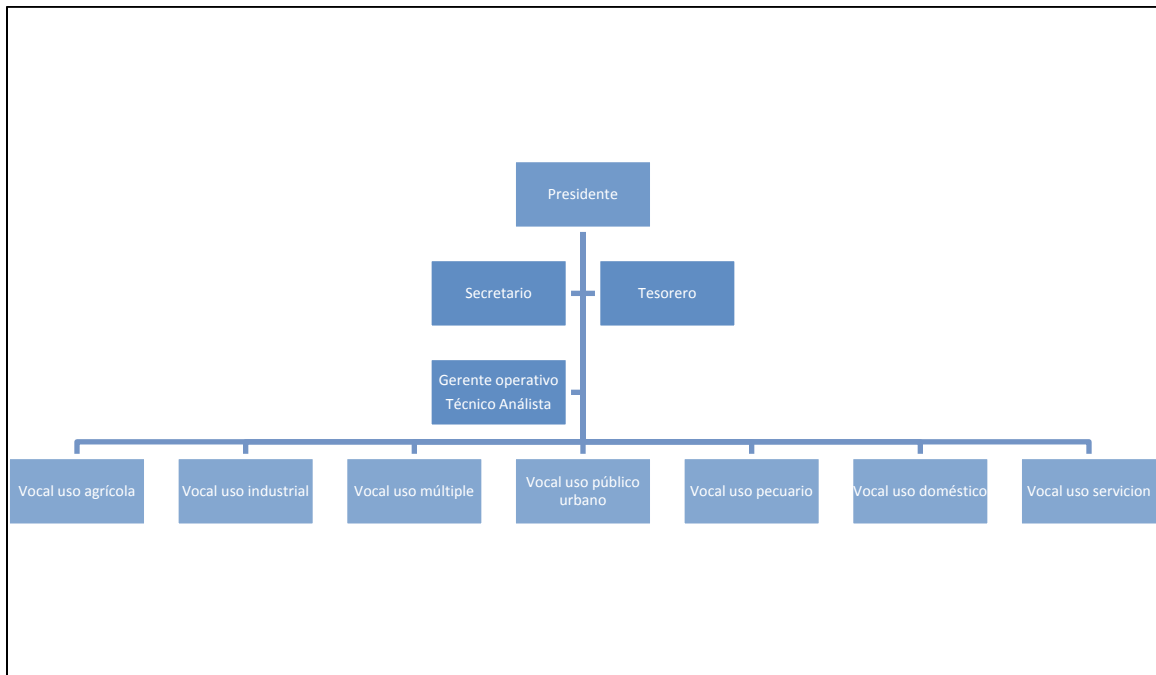 Presidente
Secretario
Tesorero
Gerente operativo
Técnico Análista
Vocal uso agrícola
Vocal uso industrial
Vocal uso múltiple
Vocal uso público
urbano
Vocal uso pecuario
Vocal uso doméstico
Vocal uso servicion